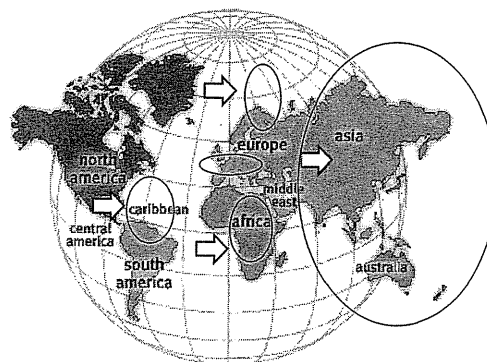 europe
asia
north
america
middle
east
caribbean
africa
central
america
south
america
australia